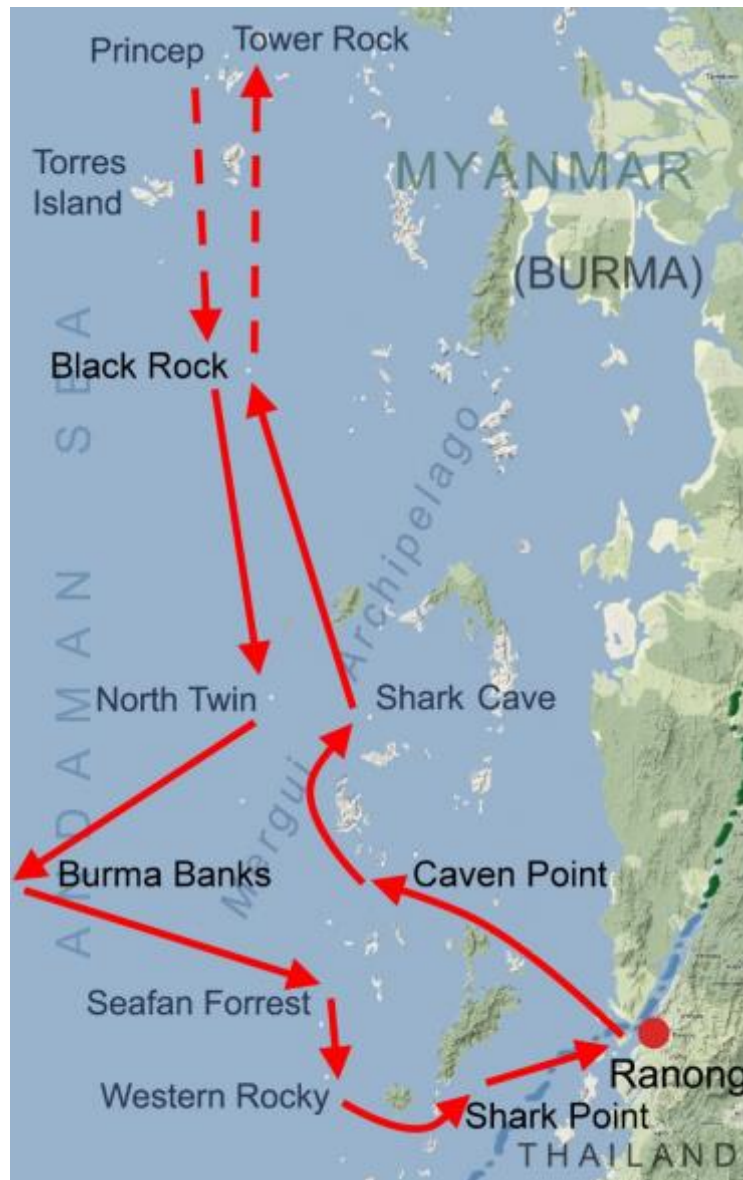 Princep
Tower Rock
Torres
Island
MYANMAR
(BURMA)
Black Rock
ANDAMAN SEA
Mergui Archipelago
North Twin
Shark Cave
Burma Banks
Caven Point
Seafan Forrest
Western Rocky
Ranong
Shark Point
THAILAND